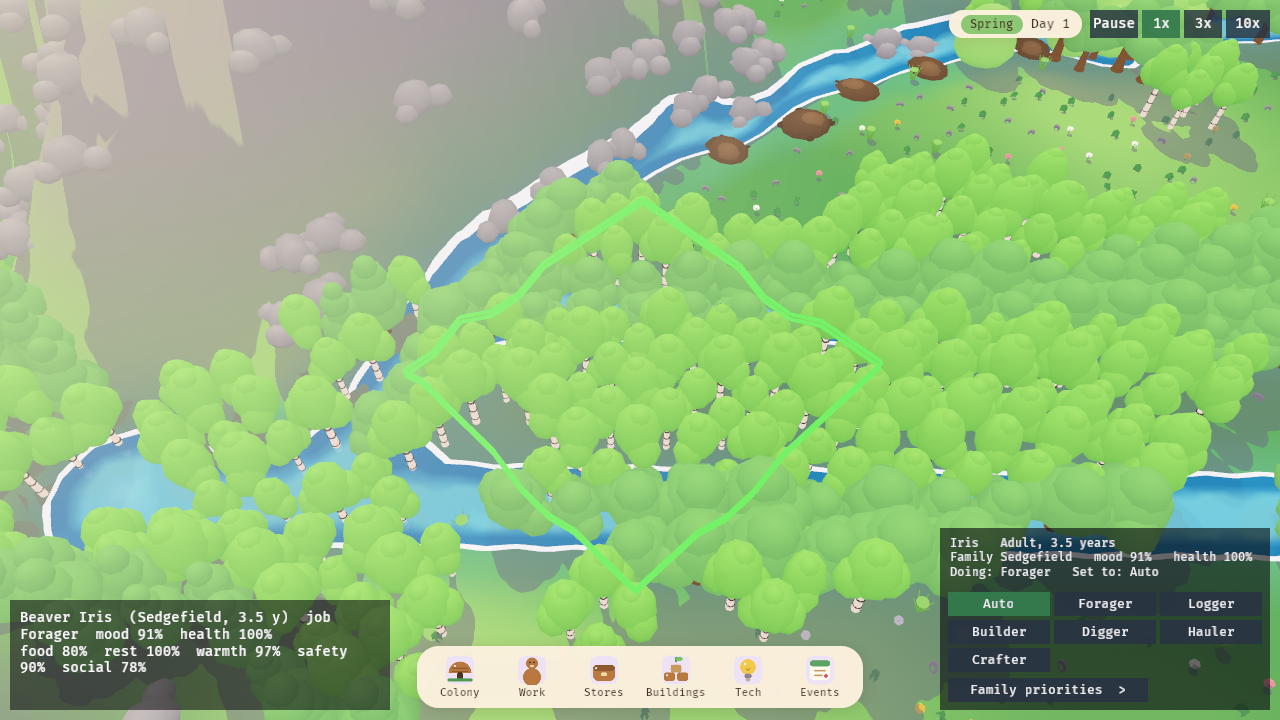 Spring Day 1 Pause 1x 3x 10x
Iris Adult, 3.5 years
Family Sedgefield mood 91% health 100%
Doing: Forager Set to: Auto
Auto Forager Logger
Builder Digger Hauler
Crafter
Family priorities >
Beaver Iris (Sedgefield, 3.5 y) job
Forager mood 91% health 100%
food 80% rest 100% warmth 97% safety
90% social 78%
Colony Work Stores Buildings Tech Events